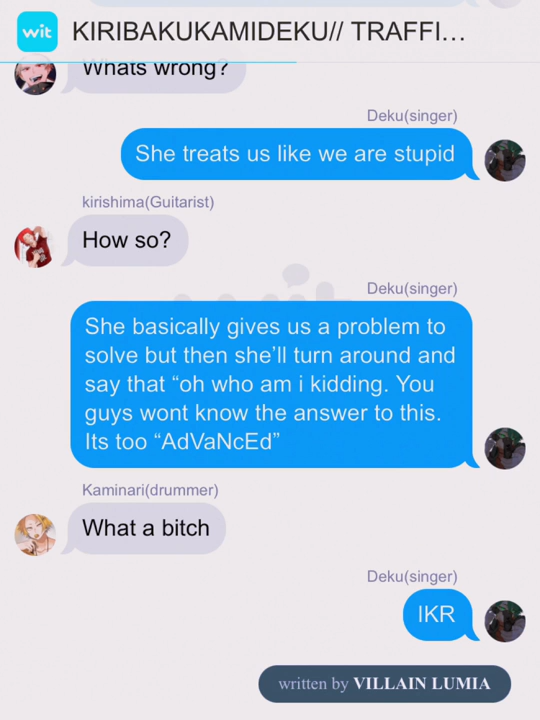 wit
KIRIBAKUKAMIDEKU// TRAFFI...
Whats wrong?
Deku(singer)
She treats us like we are stupid
kirishima(Guitarist)
How so?
Deku(singer)
She basically gives us a problem to
solve but then she’ll turn around and
say that “oh who am i kidding. You
guys wont know the answer to this.
Its too “AdVaNcEd”
Kaminari(drummer)
What a bitch
Deku(singer)
IKR
written by VILLAIN LUMIA